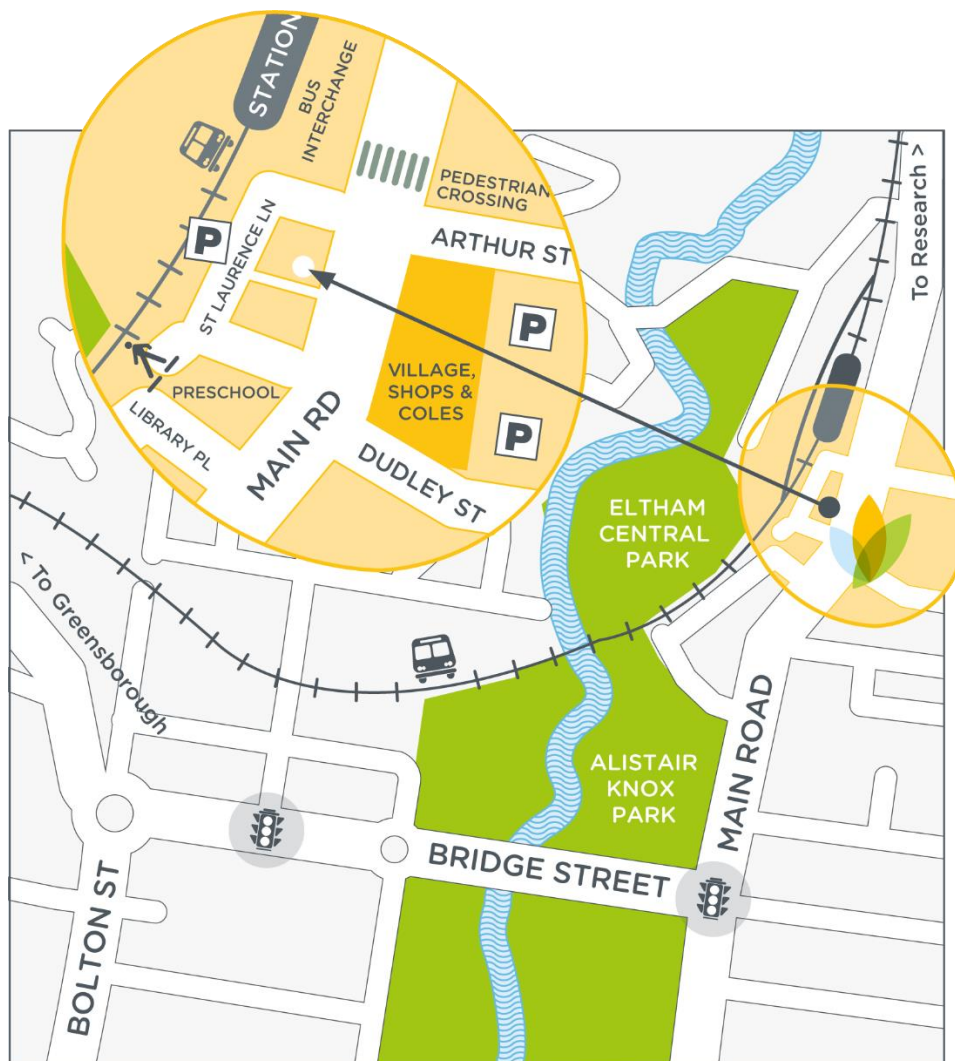 STATION
BUS
INTERCHANGE
PEDESTRIAN
CROSSING
To Research >
P
ST LAURENCE LN
ARTHUR ST
P
VILLAGE,
SHOPS &
COLES
P
PRESCHOOL
LIBRARY PL
MAIN RD
DUDLEY ST
ELTHAM
CENTRAL
PARK
< To Greensborough
MAIN ROAD
ALISTAIR
KNOX
PARK
BRIDGE STREET
BOLTON ST